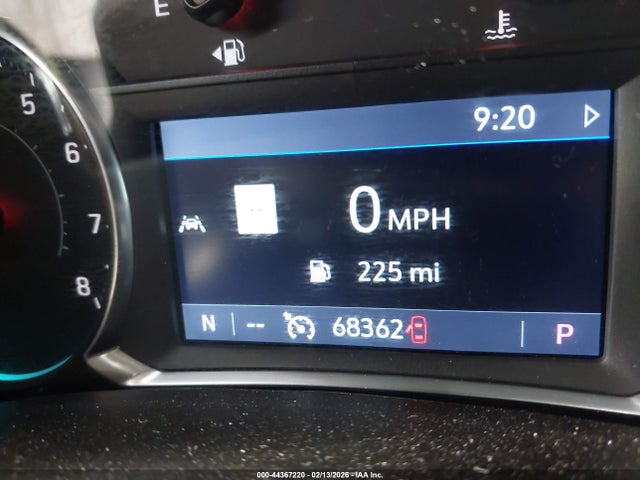 E
5
6
7
8
9:20
--
0 MPH
225 mi
N -- 68362 P
000-44367220 - 02/13/2026 - IAA Inc.